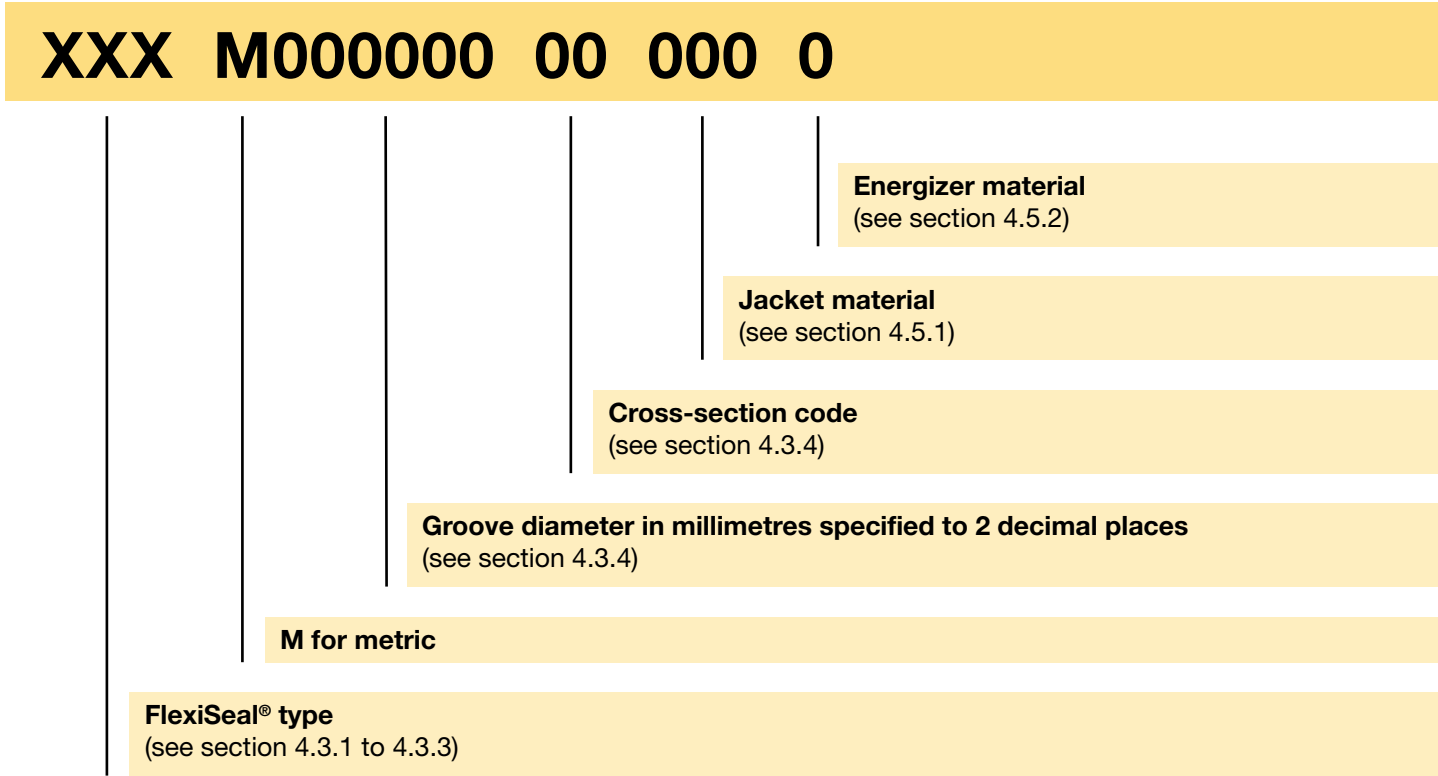 XXX M000000 00 000 0
Energizer material
(see section 4.5.2)
Jacket material
(see section 4.5.1)
Cross-section code
(see section 4.3.4)
Groove diameter in millimetres specified to 2 decimal places
(see section 4.3.4)
M for metric
FlexiSeal® type
(see section 4.3.1 to 4.3.3)